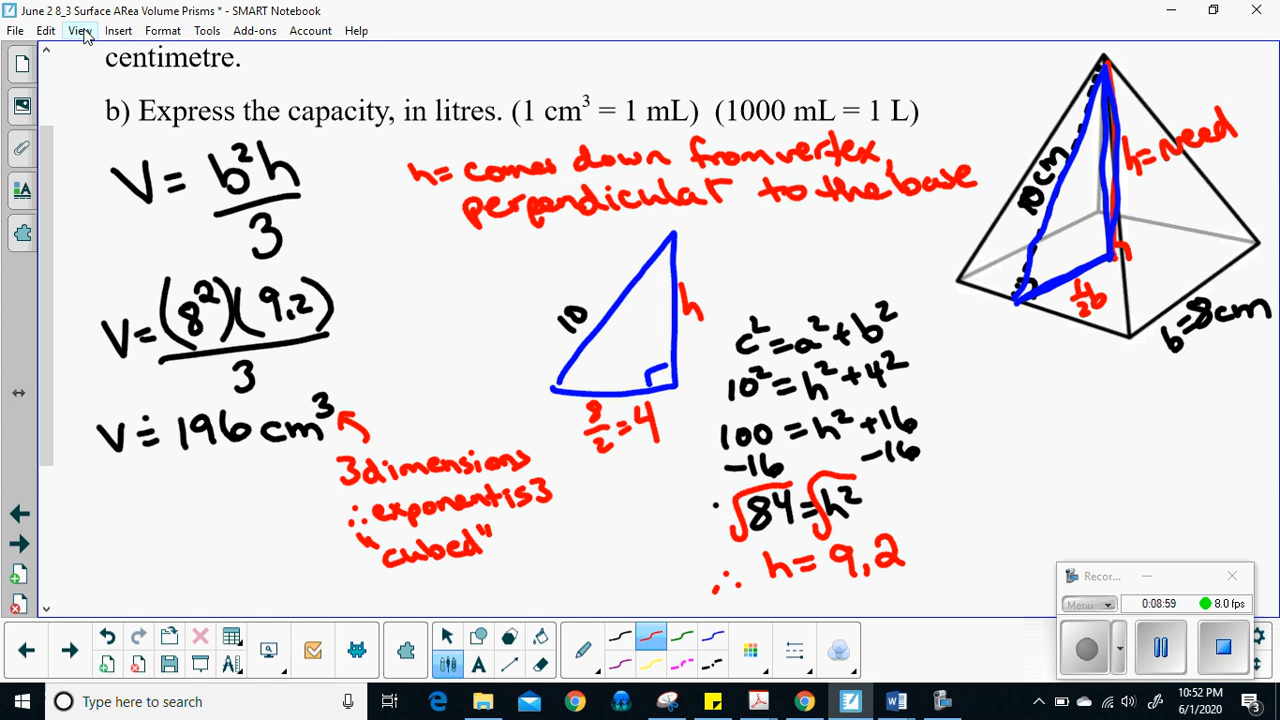 June 2 8_3 Surface ARea Volume Prisms * - SMART Notebook
File Edit View Insert Format Tools Add-ons Account Help
centimetre.
b) Express the capacity, in litres. (1 cm³ = 1 mL) (1000 mL = 1 L)
V = b²h / 3
h = comes down from vertex,
perpendiculat to the base
10cm
h = need
h
½b
b = 8cm
V = (8²)(9,2) / 3
V ≐ 196 cm³
3 dimensions
∴ exponent is 3
"cubed"
10
h
8/2 = 4
c² = a² + b²
10² = h² + 4²
100 = h² + 16
-16 -16
√84 = √h²
∴ h = 9,2
Recor...
Menu
0:08:59
8.0 fps
Type here to search
10:52 PM
6/1/2020
3